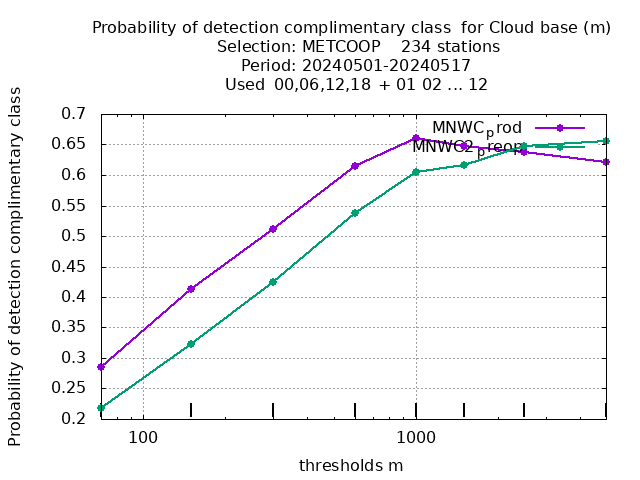 Probability of detection complimentary class  for Cloud base (m)
Selection: METCOOP    234 stations
Period: 20240501-20240517
Used  00,06,12,18 + 01 02 ... 12
Probability of detection complimentary class
0.7
0.65
0.6
0.55
0.5
0.45
0.4
0.35
0.3
0.25
0.2
MNWCprod
MNWC2preop
100
1000
thresholds m